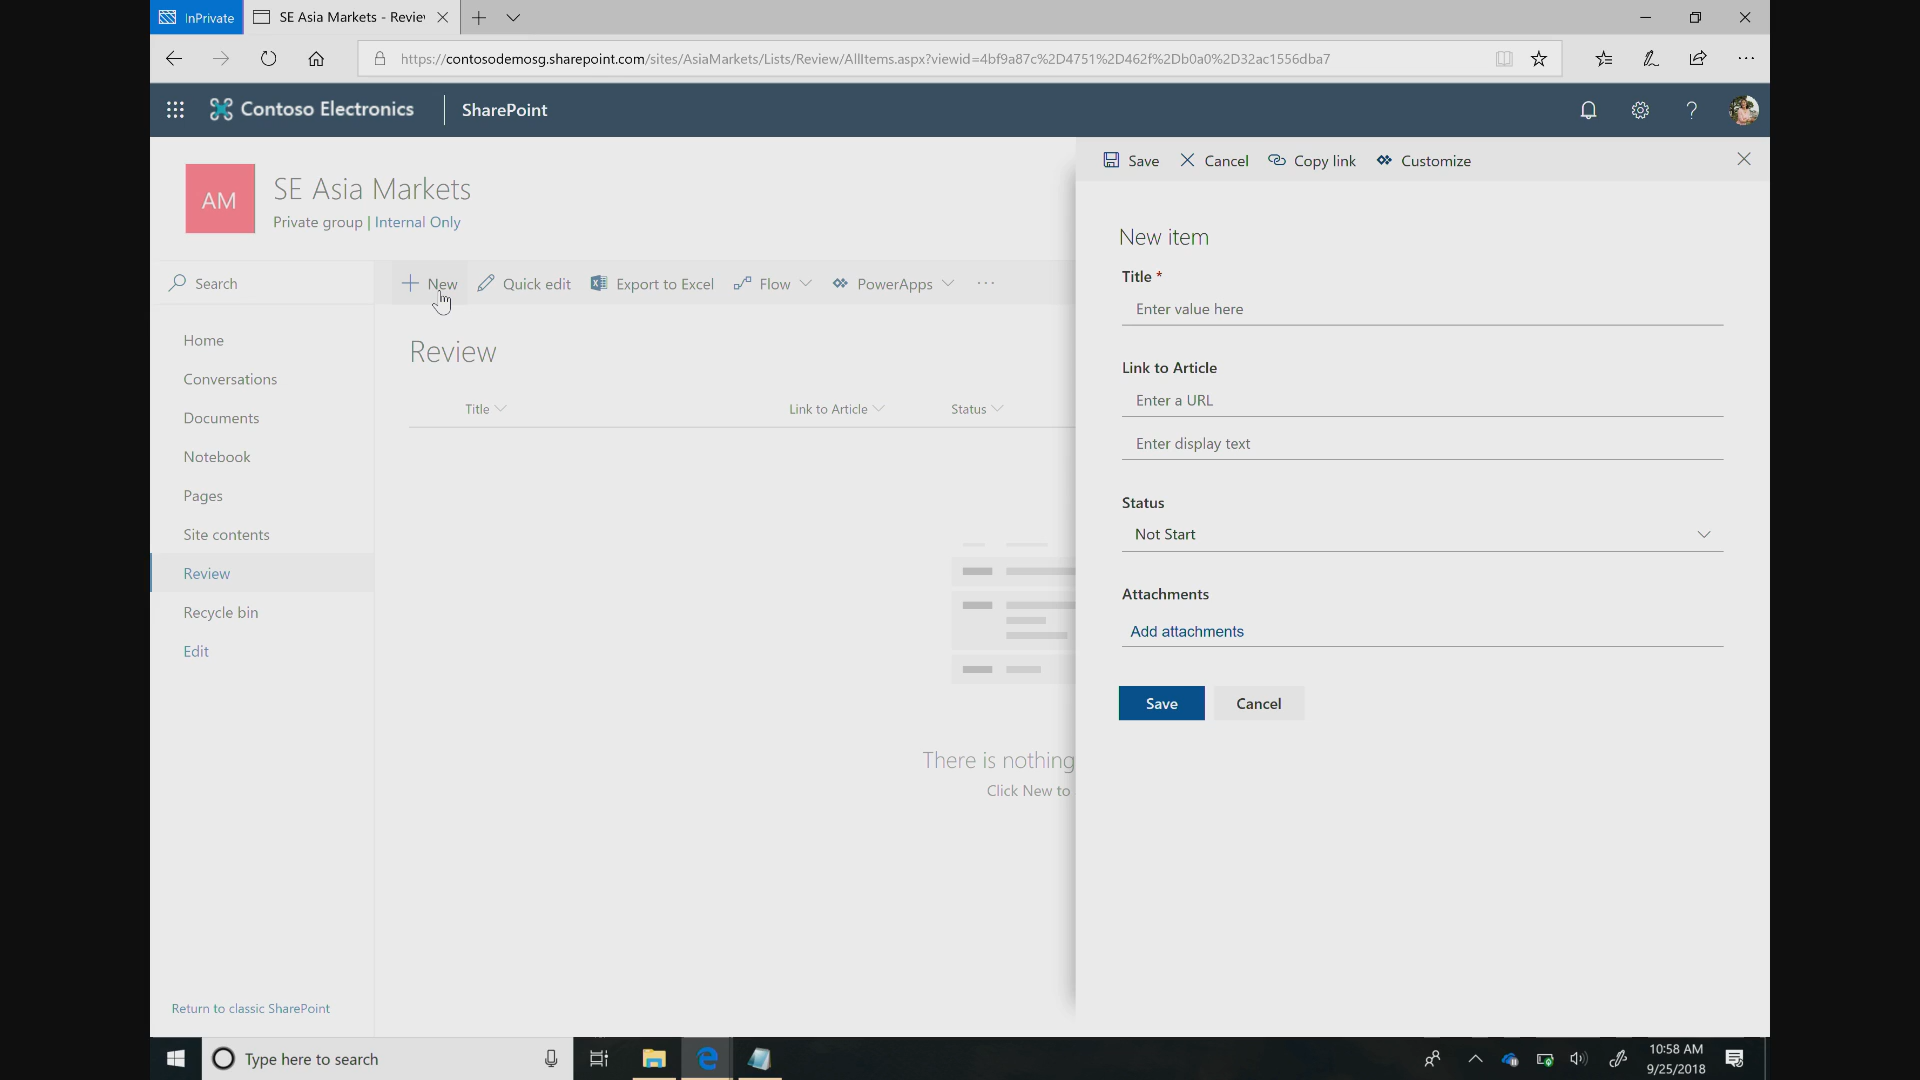 InPrivate
SE Asia Markets - Review
https://contosodemosg.sharepoint.com/sites/AsiaMarkets/Lists/Review/AllItems.aspx?viewid=4bf9a87c%2D4751%2D462f%2Db0a0%2D32ac1556dba7
Contoso Electronics
SharePoint
?
Save
Cancel
Copy link
Customize
AM
SE Asia Markets
Private group | Internal Only
Search
New
Quick edit
Export to Excel
Flow
PowerApps
...
Home
Conversations
Documents
Notebook
Pages
Site contents
Review
Recycle bin
Edit
Return to classic SharePoint
Review
Title
Link to Article
Status
There is nothing
Click New to
New item
Title *
Enter value here
Link to Article
Enter a URL
Enter display text
Status
Not Start
Attachments
Add attachments
Save
Cancel
Type here to search
10:58 AM
9/25/2018